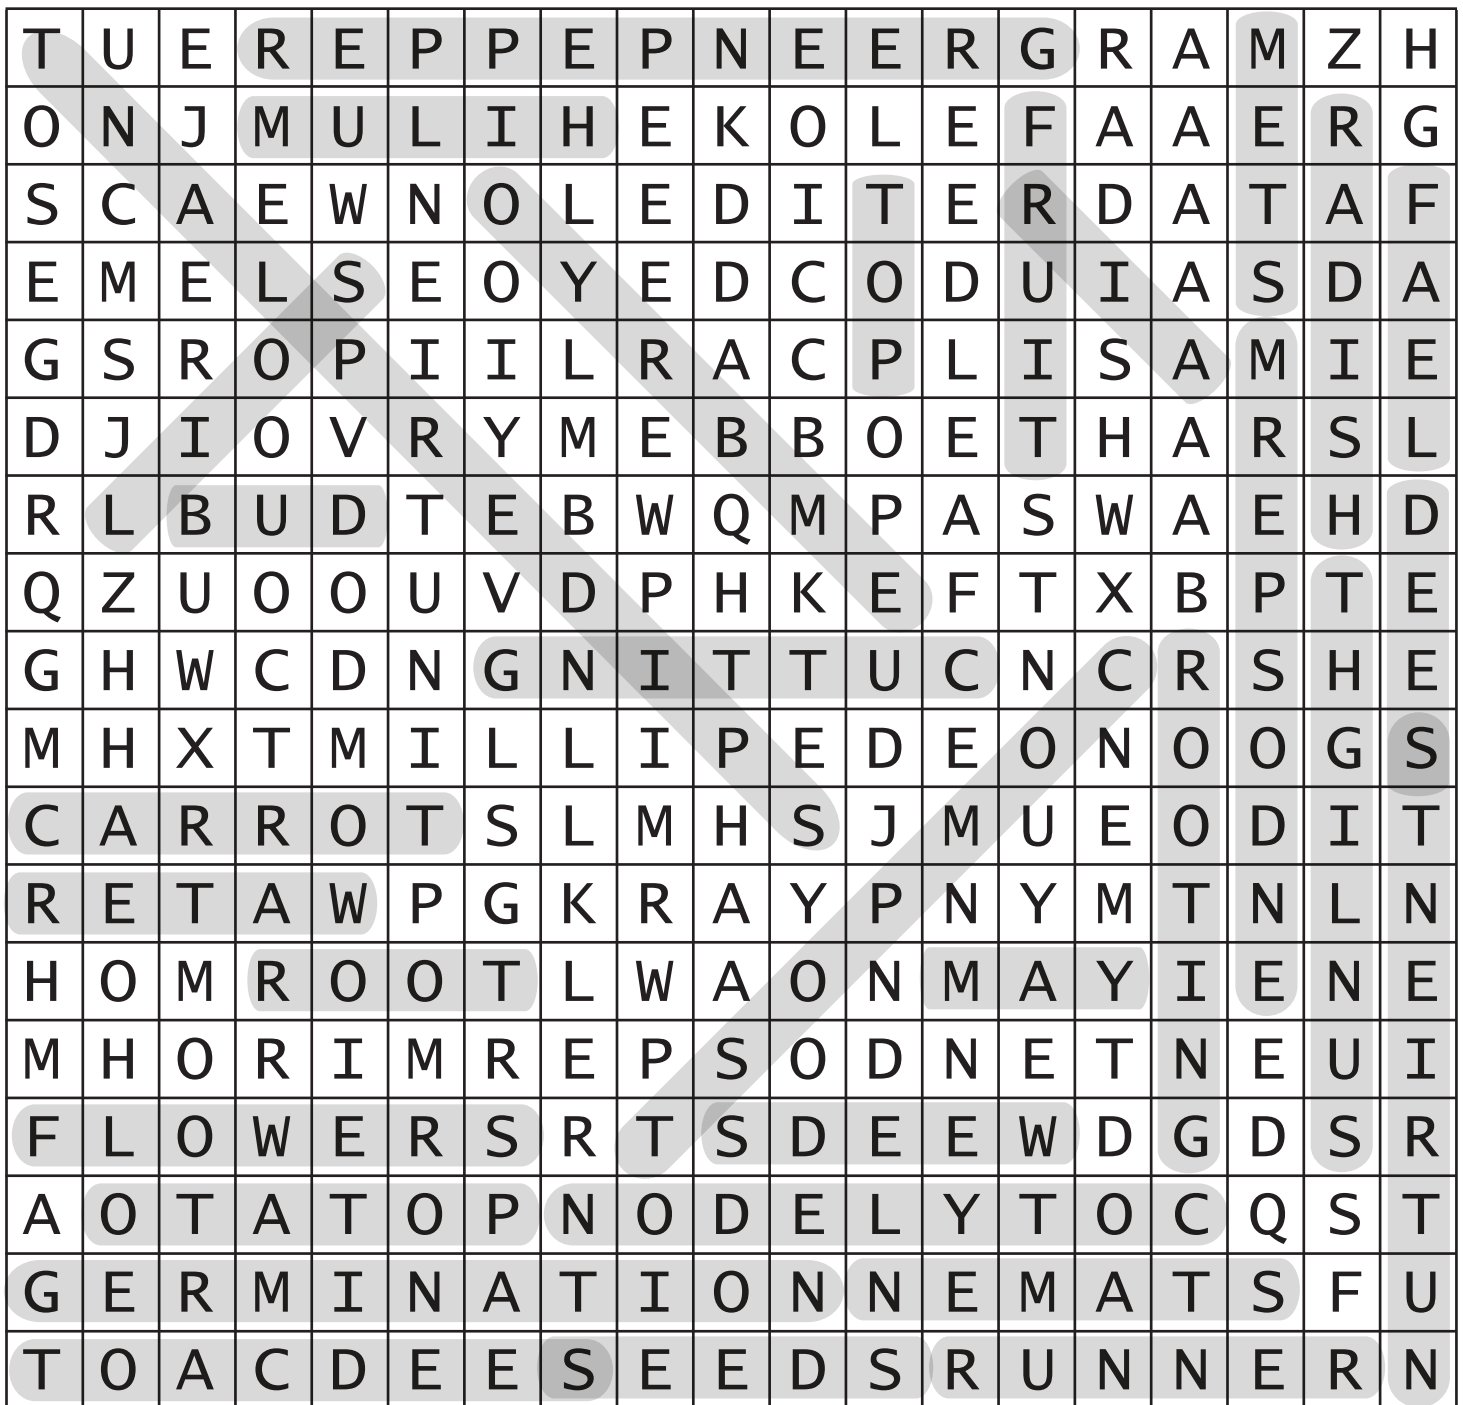 T U E R E P P E P N E E R G R A M Z H
O N J M U L I H E K O L E F A A E R G
S C A E W N O L E D I T E R D A T A F
E M E L S E O Y E D C O D U I A S D A
G S R O P I I L R A C P L I S A M I E
D J I O V R Y M E B B O E T H A R S L
R L B U D T E B W Q M P A S W A E H D
Q Z U O O U V D P H K E F T X B P T E
G H W C D N G N I T T U C N C R S H E
M H X T M I L L I P E D E O N O O G S
C A R R O T S L M H S J M U E O D I T
R E T A W P G K R A Y P N Y M T N L N
H O M R O O T L W A O N M A Y I E N E
M H O R I M R E P S O D N E T N E U I
F L O W E R S R T S D E E W D G D S R
A O T A T O P N O D E L Y T O C Q S T
G E R M I N A T I O N N E M A T S F U
T O A C D E E S E E D S R U N N E R N